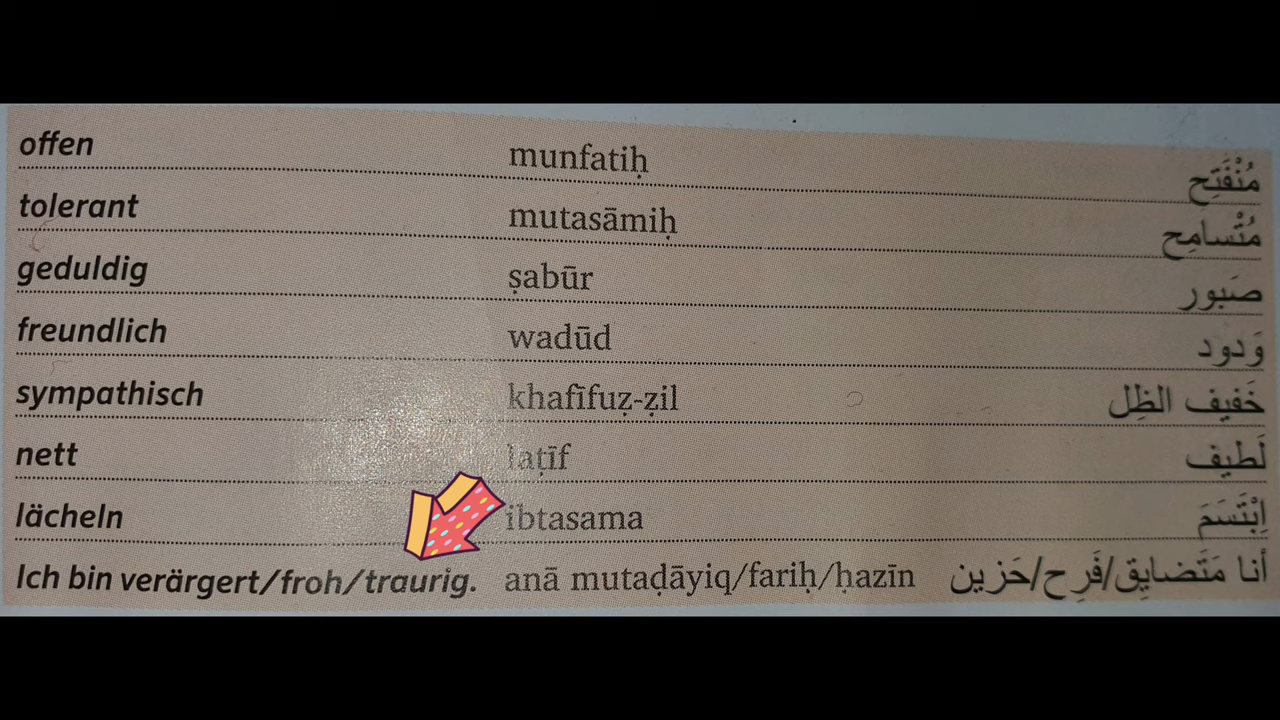 offen munfatiḥ مُنْفَتِح
tolerant mutasāmiḥ مُتْسامِح
geduldig ṣabūr صَبور
freundlich wadūd وَدود
sympathisch khafīfuẓ-ẓil خَفيف الظِل
nett laṭīf لَطيف
lächeln ibtasama اِبْتَسَمَ
Ich bin verärgert/froh/traurig. anā mutaḍāyiq/fariḥ/ḥazīn أنا مَتَضايِق/فَرِح/حَزين